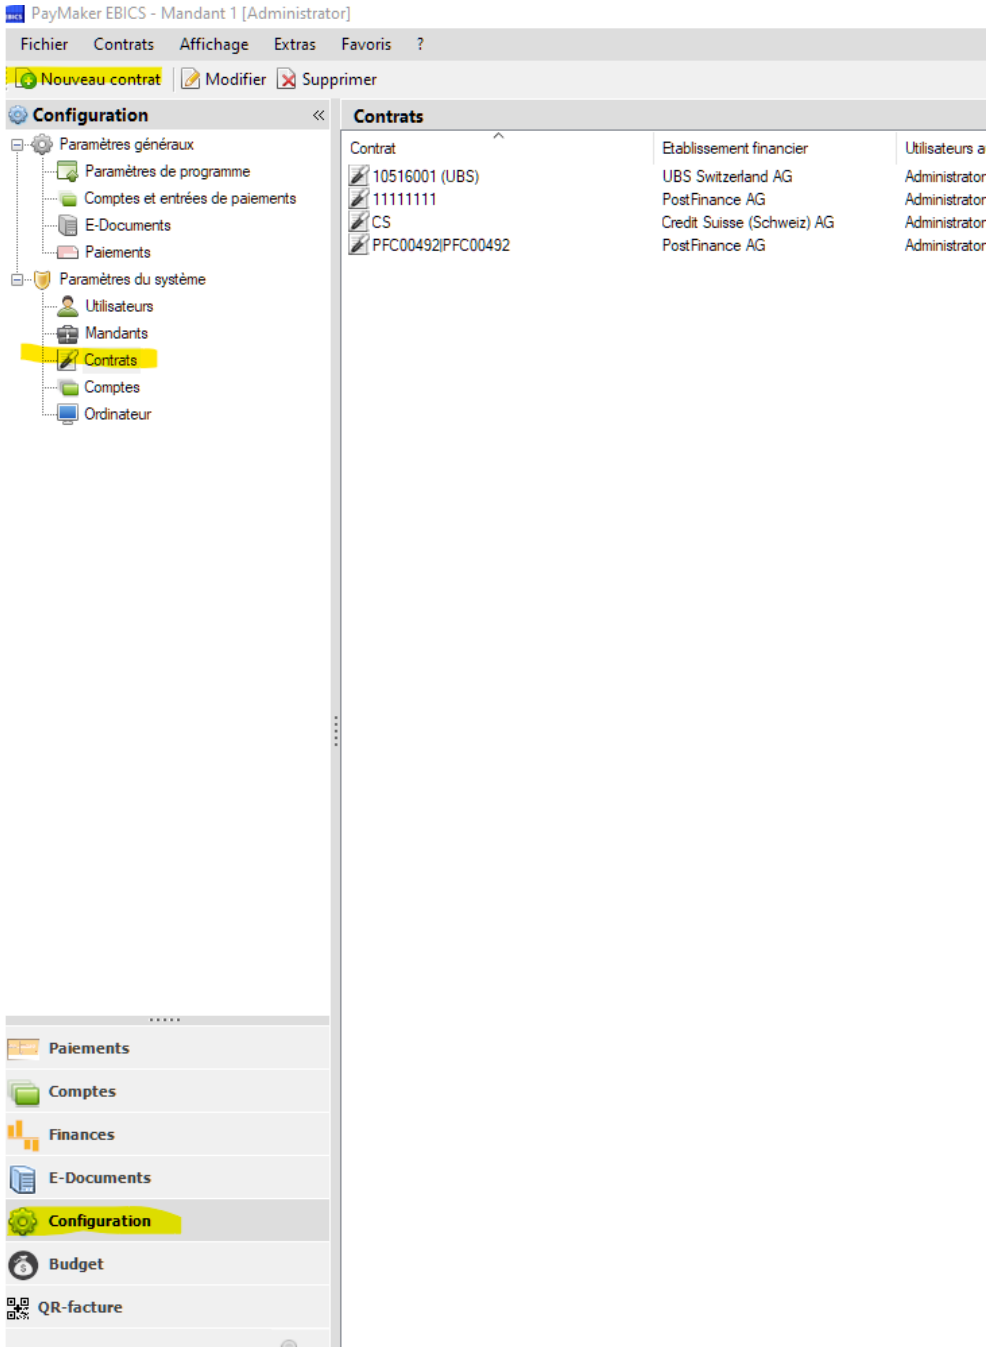 EBICS PayMaker EBICS - Mandant 1 [Administrator]
Fichier Contrats Affichage Extras Favoris ?
Nouveau contrat Modifier Supprimer
Configuration «
Paramètres généraux
Paramètres de programme
Comptes et entrées de paiements
E-Documents
Paiements
Paramètres du système
Utilisateurs
Mandants
Contrats
Comptes
Ordinateur
Contrats
Contrat Etablissement financier Utilisateurs
10516001 (UBS) UBS Switzerland AG Administrator
11111111 PostFinance AG Administrator
CS Credit Suisse (Schweiz) AG Administrator
PFC00492|PFC00492 PostFinance AG Administrator
Paiements
Comptes
Finances
E-Documents
Configuration
Budget
QR-facture